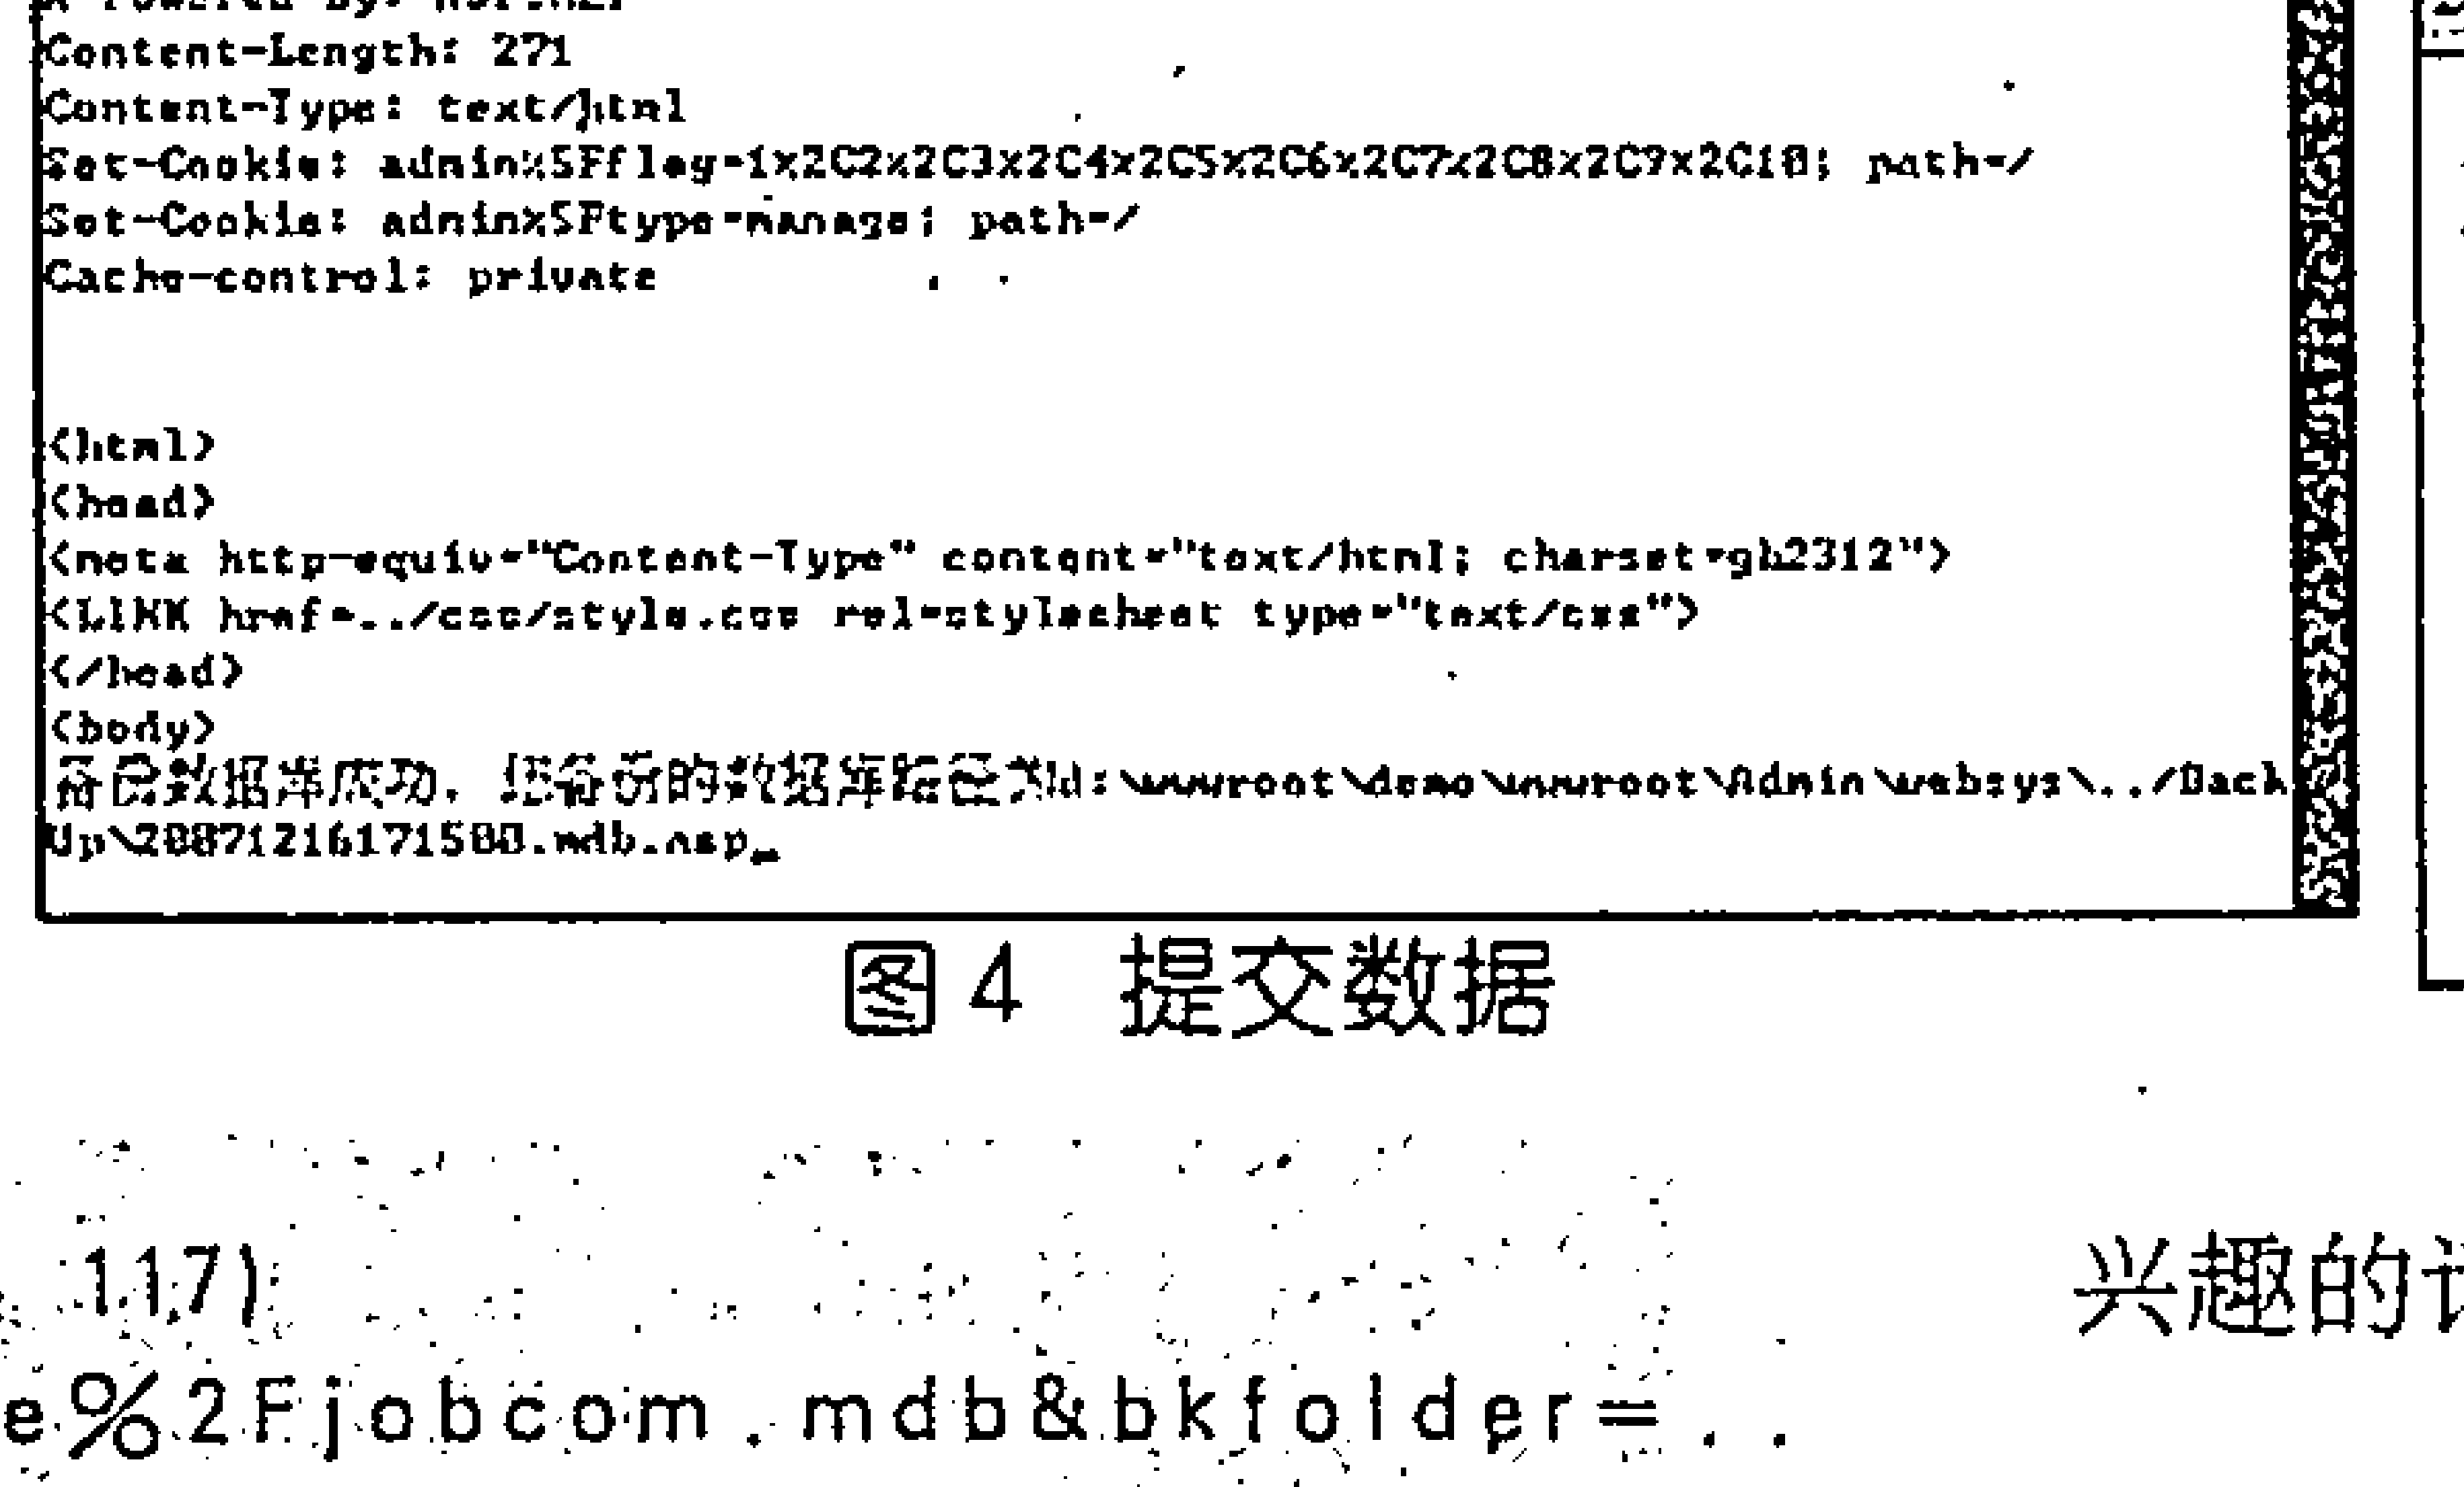 X-Powered-By: ASP.NET
Content-Length: 271
Content-Type: text/html
Set-Cookie: admin%5Fflag=1%2C2%2C3%2C4%2C5%2C6%2C7%2C8%2C9%2C10; path=/
Set-Cookie: admin%5Ftype=manage; path=/
Cache-control: private
<html>
<head>
<meta http-equiv="Content-Type" content="text/html; charset=gb2312">
<LINK href=../css/style.css rel=stylesheet type="text/css">
</head>
<body>
备份数据库成功，您备份的数据库路径为d:\wwwroot\demo\wwwroot\Admin\websys\../Back
Up\20071216171500.mdb.asp_
图4 提交数据
117)
e%2Fjobcom.mdb&bkfolder=..
兴趣的